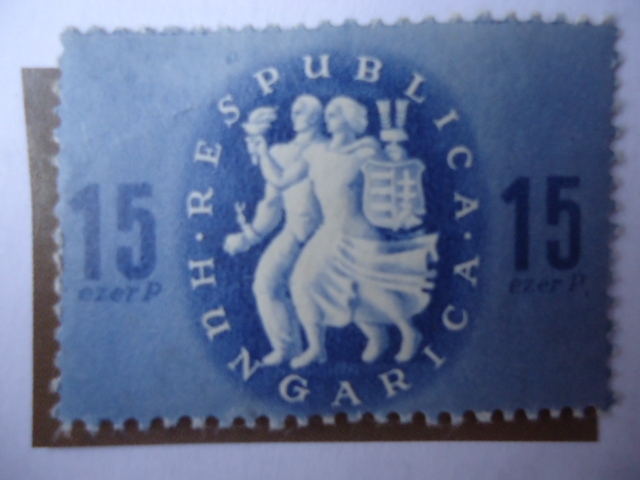 RESPUBLICA · HUNGARICA ·
15 15
ezer P. ezer P.